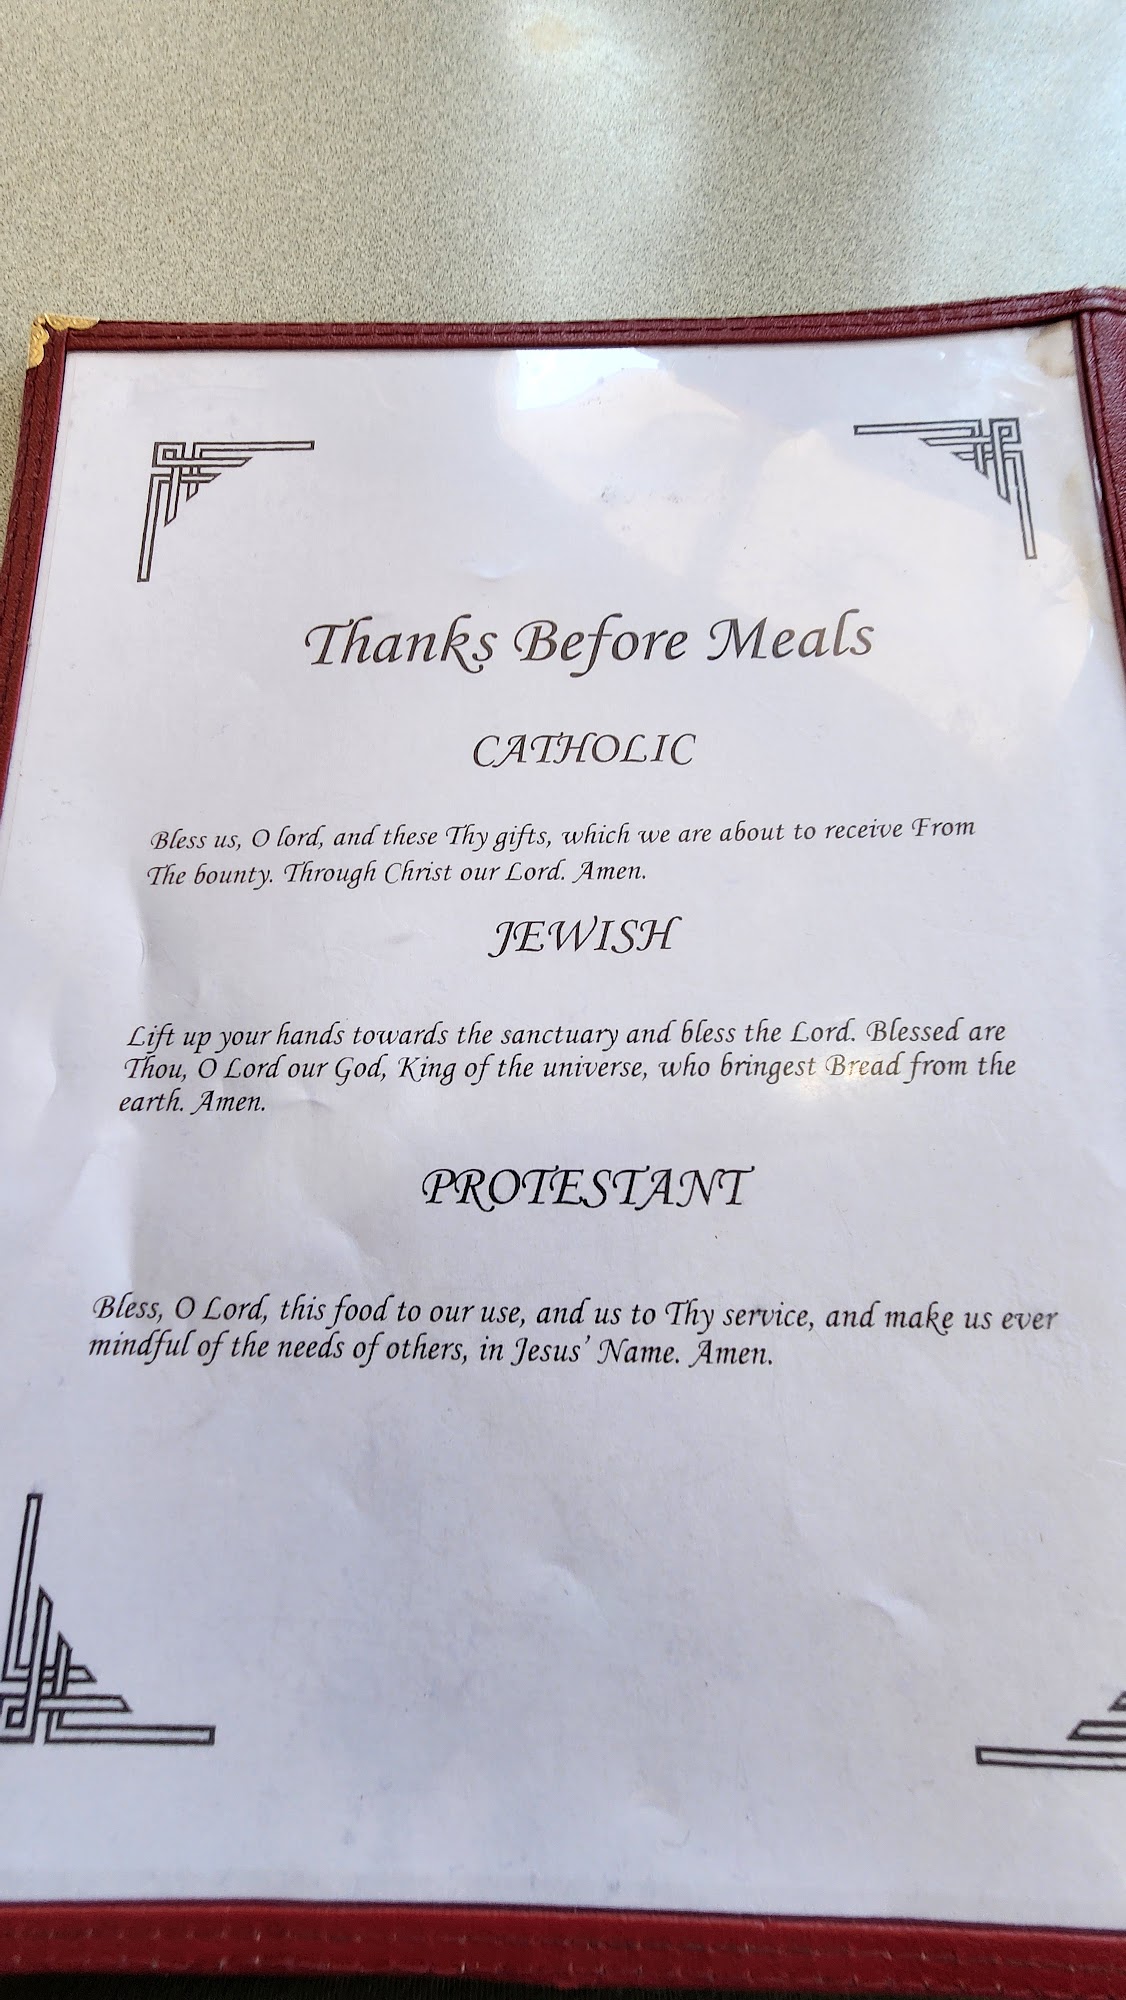 Thanks Before Meals
CATHOLIC
Bless us, O lord, and these Thy gifts, which we are about to receive From
The bounty. Through Christ our Lord. Amen.
JEWISH
Lift up your hands towards the sanctuary and bless the Lord. Blessed are
Thou, O Lord our God, King of the universe, who bringest Bread from the
earth. Amen.
PROTESTANT
Bless, O Lord, this food to our use, and us to Thy service, and make us ever
mindful of the needs of others, in Jesus' Name. Amen.